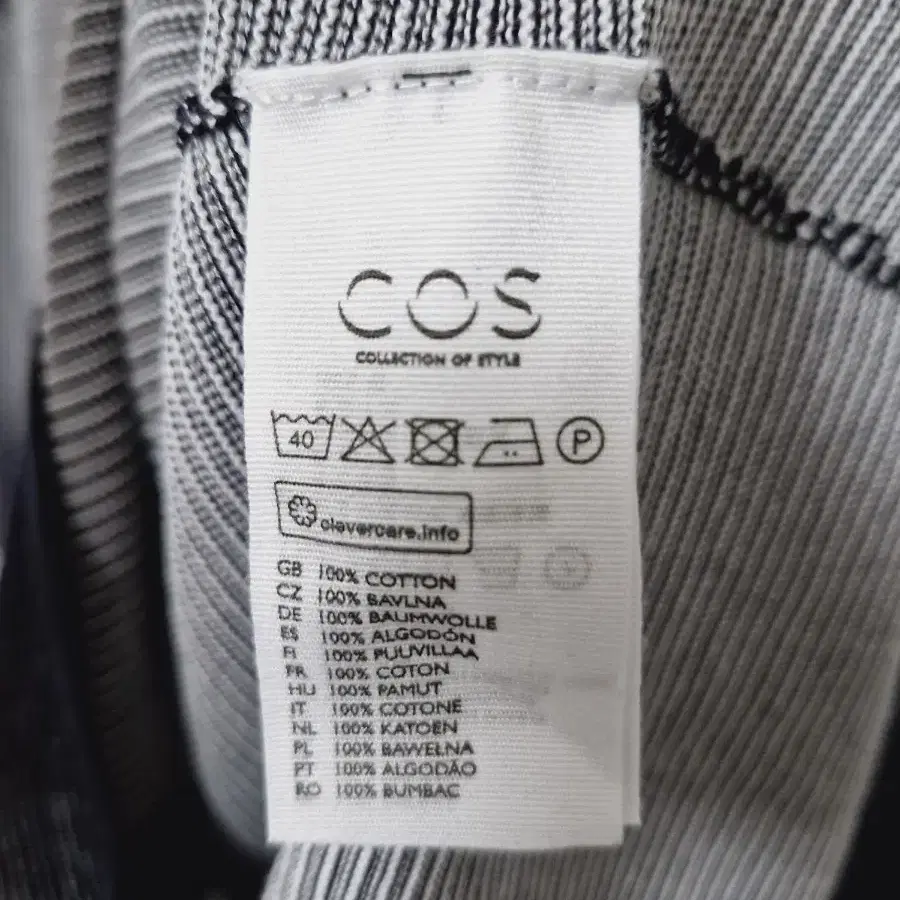 COS
COLLECTION OF STYLE
40
P
clevercare.info
GB 100% COTTON
CZ 100% BAVLNA
DE 100% BAUMWOLLE
ES 100% ALGODÓN
FI 100% PUUVILLAA
FR 100% COTON
HU 100% PAMUT
IT 100% COTONE
NL 100% KATOEN
PL 100% BAWEŁNA
PT 100% ALGODÃO
RO 100% BUMBAC